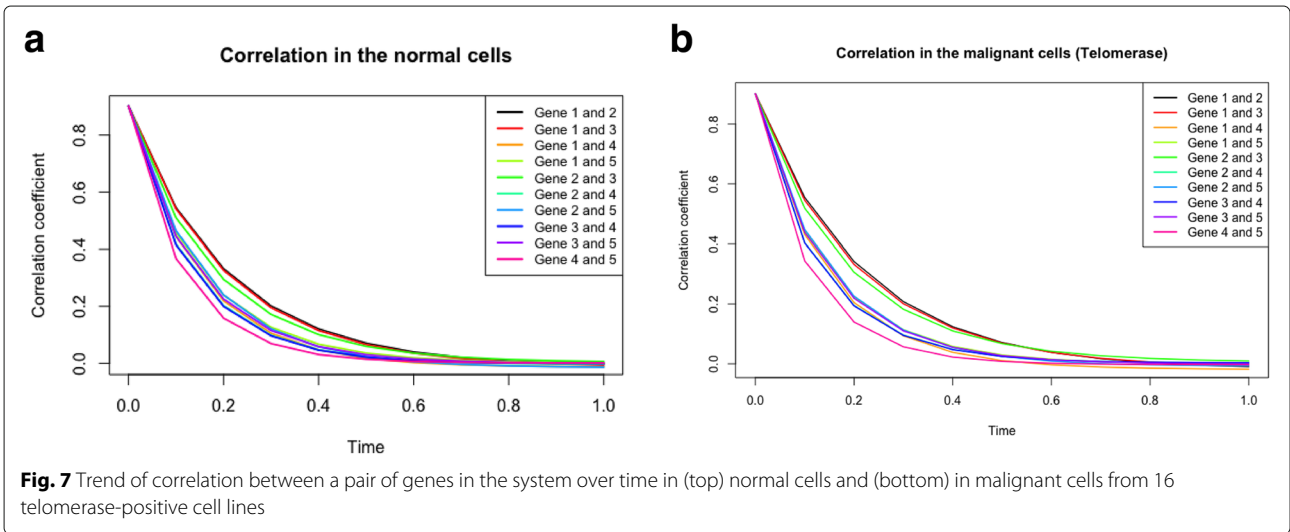 a
Correlation in the normal cells
Correlation coefficient
0.8
0.6
0.4
0.2
0.0
0.0 0.2 0.4 0.6 0.8 1.0
Time
Gene 1 and 2
Gene 1 and 3
Gene 1 and 4
Gene 1 and 5
Gene 2 and 3
Gene 2 and 4
Gene 2 and 5
Gene 3 and 4
Gene 3 and 5
Gene 4 and 5
b
Correlation in the malignant cells (Telomerase)
Correlation coefficient
0.8
0.6
0.4
0.2
0.0
0.0 0.2 0.4 0.6 0.8 1.0
Time
Gene 1 and 2
Gene 1 and 3
Gene 1 and 4
Gene 1 and 5
Gene 2 and 3
Gene 2 and 4
Gene 2 and 5
Gene 3 and 4
Gene 3 and 5
Gene 4 and 5
Fig. 7 Trend of correlation between a pair of genes in the system over time in (top) normal cells and (bottom) in malignant cells from 16
telomerase-positive cell lines